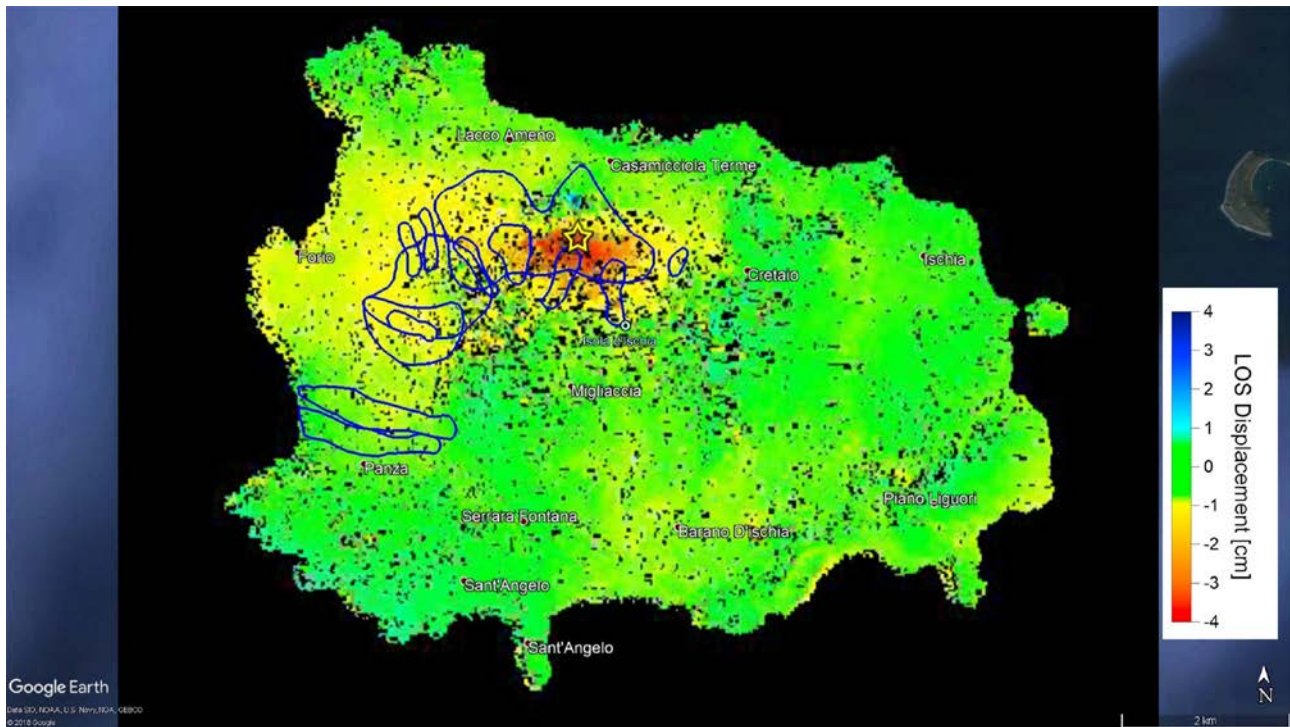 Lacco Ameno
Casamicciola Terme
Forio
Cretaio
Ischia
Isola d'Ischia
Migliaccia
Panza
Piano Liguori
Serrara Fontana
Barano D'Ischia
Sant'Angelo
Sant'Angelo
4
3
2
1
0
-1
-2
-3
-4
LOS Displacement [cm]
Google Earth
Data SIO, NOAA, U.S. Navy, NGA, GEBCO
© 2018 Google
N
2 km